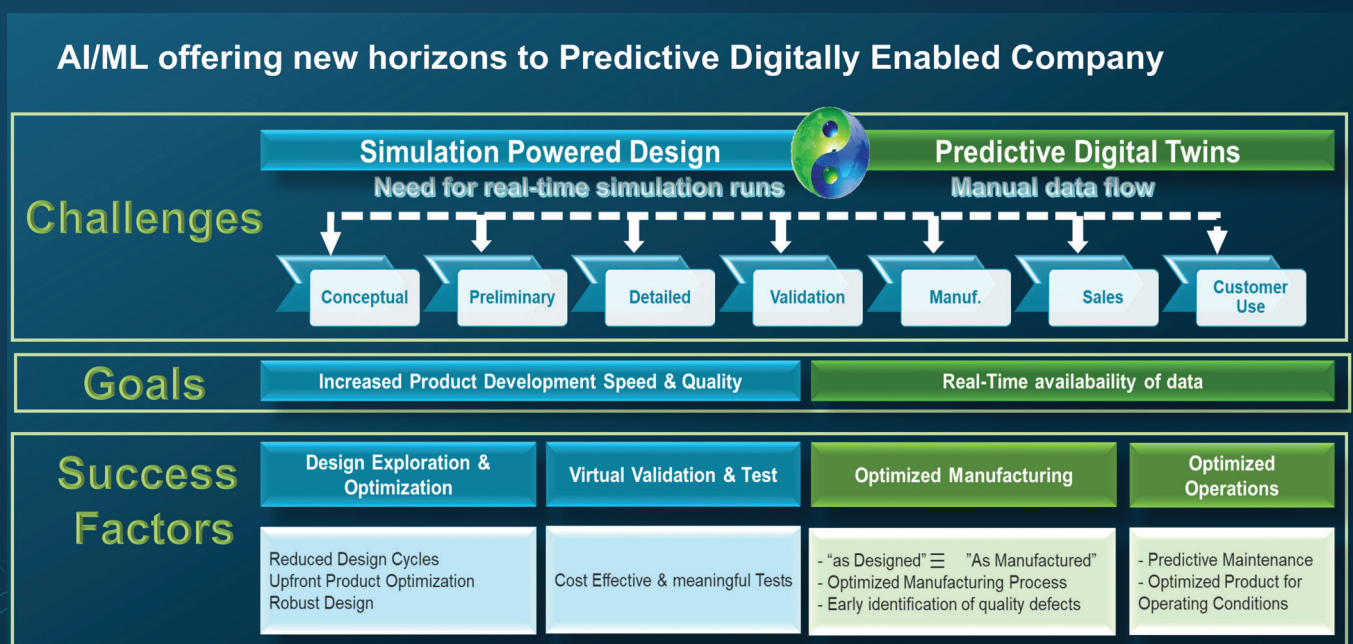 AI/ML offering new horizons to Predictive Digitally Enabled Company
Challenges
Simulation Powered Design
Predictive Digital Twins
Need for real-time simulation runs
Manual data flow
Conceptual
Preliminary
Detailed
Validation
Manuf.
Sales
Customer
Use
Goals
Increased Product Development Speed & Quality
Real-Time availabaility of data
Success
Factors
Design Exploration &
Optimization
Virtual Validation & Test
Optimized Manufacturing
Optimized
Operations
Reduced Design Cycles
Upfront Product Optimization
Robust Design
Cost Effective & meaningful Tests
- “as Designed” ☰ ”As Manufactured”
- Optimized Manufacturing Process
- Early identification of quality defects
- Predictive Maintenance
- Optimized Product for
Operating Conditions